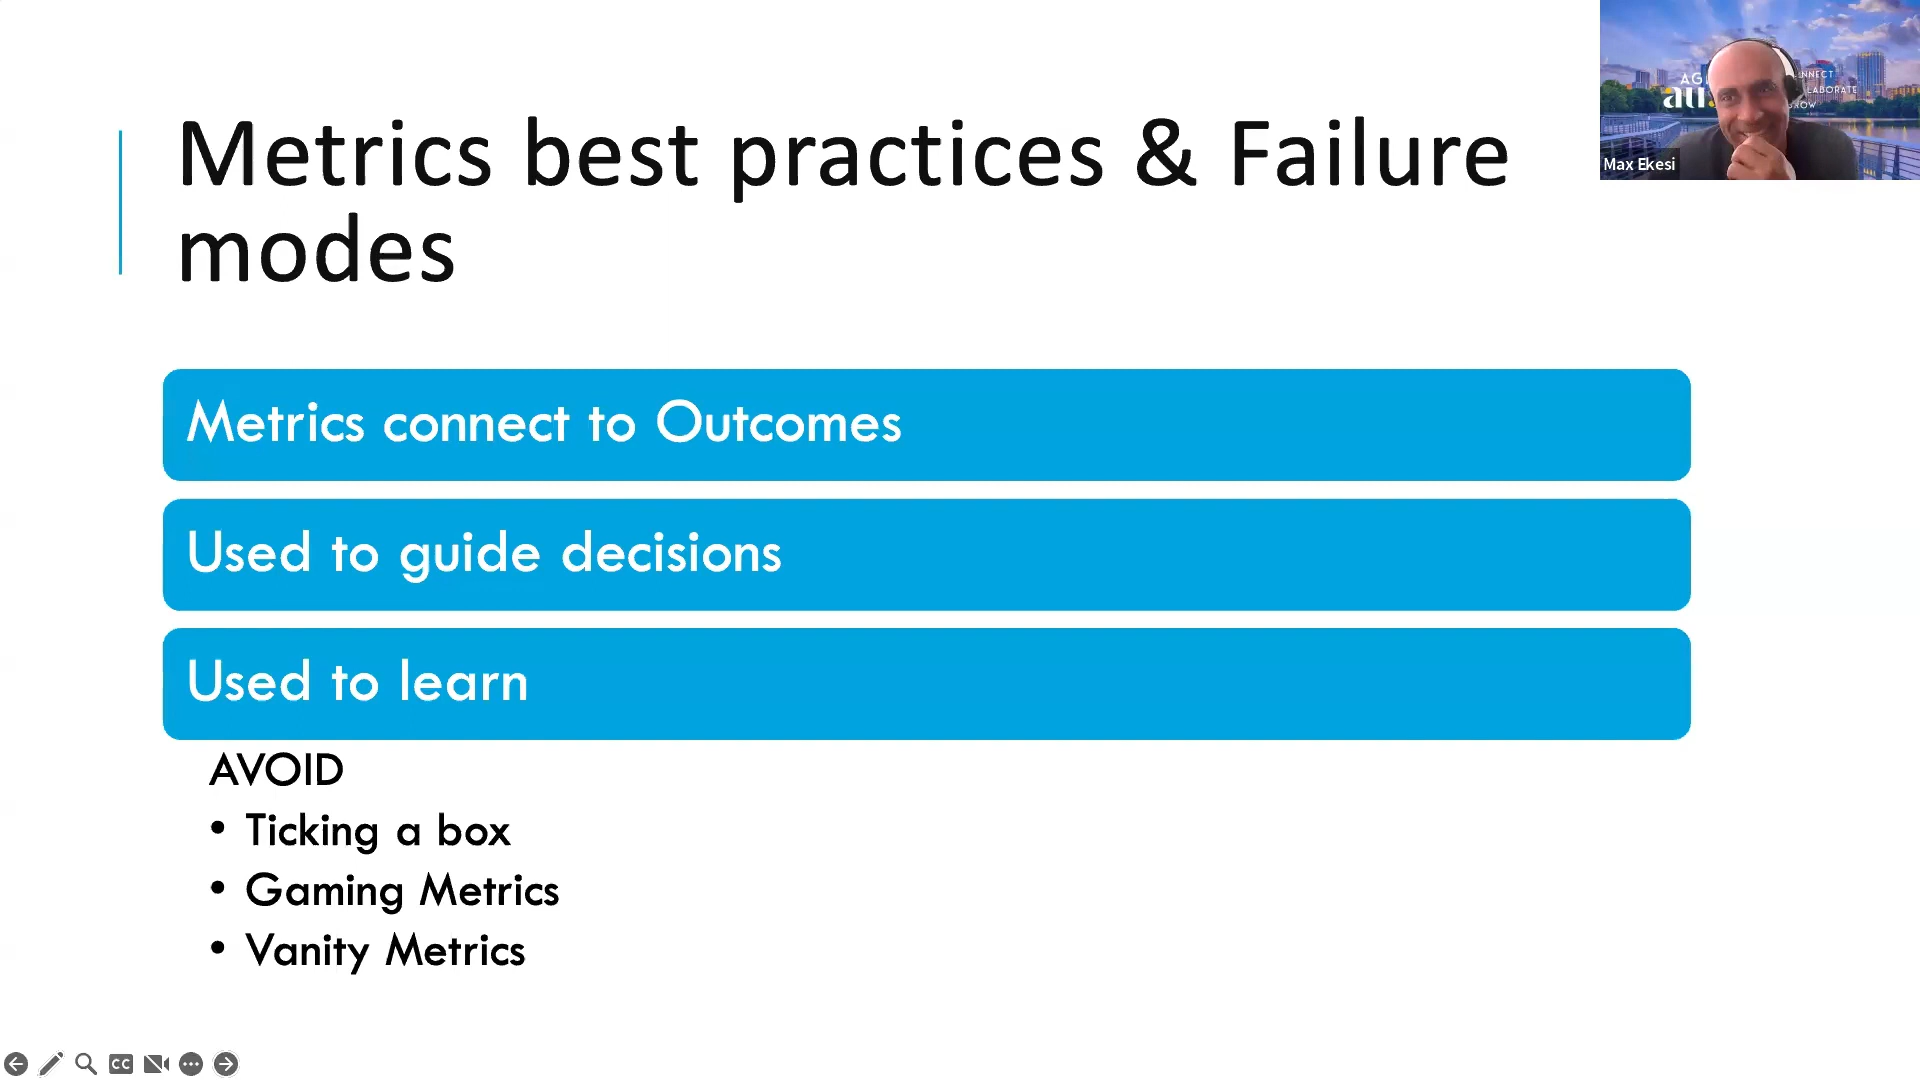 Metrics best practices & Failure
modes
Metrics connect to Outcomes
Used to guide decisions
Used to learn
AVOID
• Ticking a box
• Gaming Metrics
• Vanity Metrics
Max Ekesi
CC